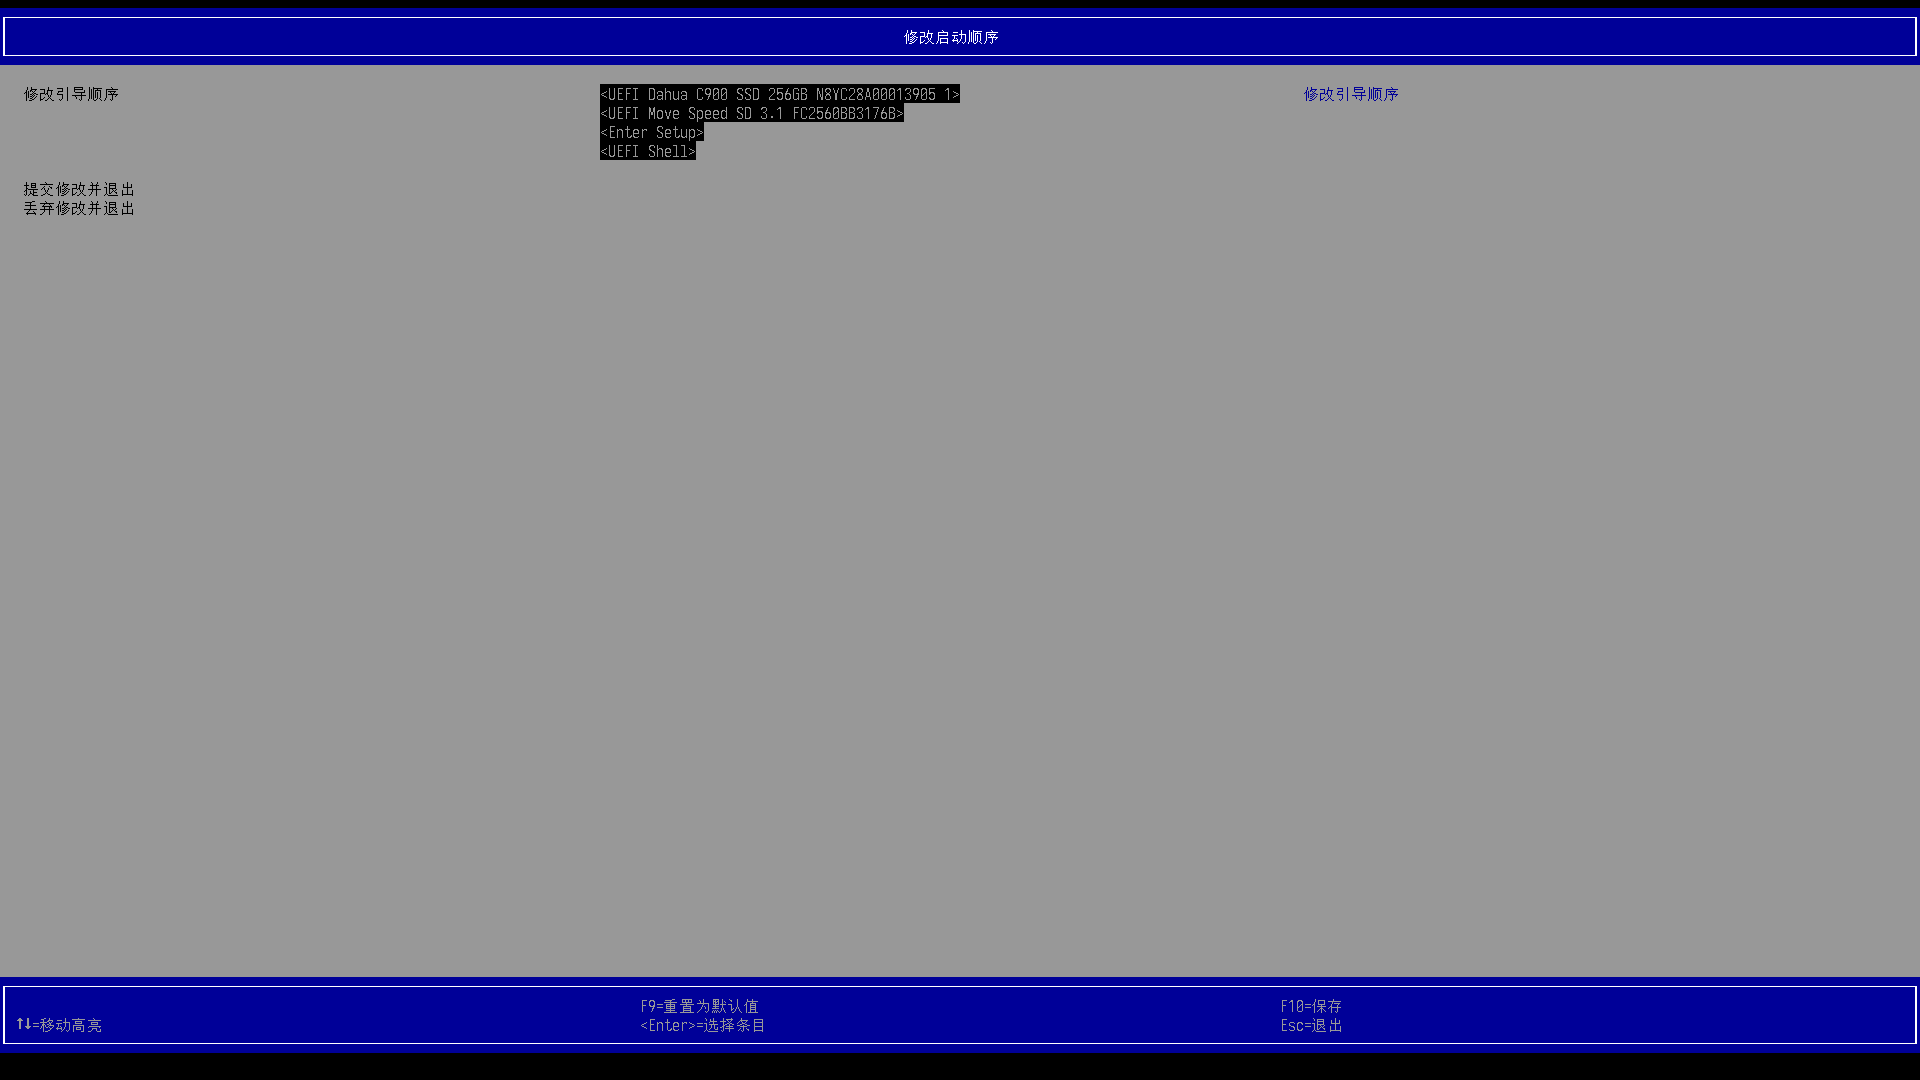 修改启动顺序
修改引导顺序
<UEFI Dahua C900 SSD 256GB N8YC28A00013905 1>
修改引导顺序
<UEFI Move Speed SD 3.1 FC2560BB3176B>
<Enter Setup>
<UEFI Shell>
提交修改并退出
丢弃修改并退出
F9=重置为默认值
F10=保存
↑↓=移动高亮
<Enter>=选择条目
Esc=退出